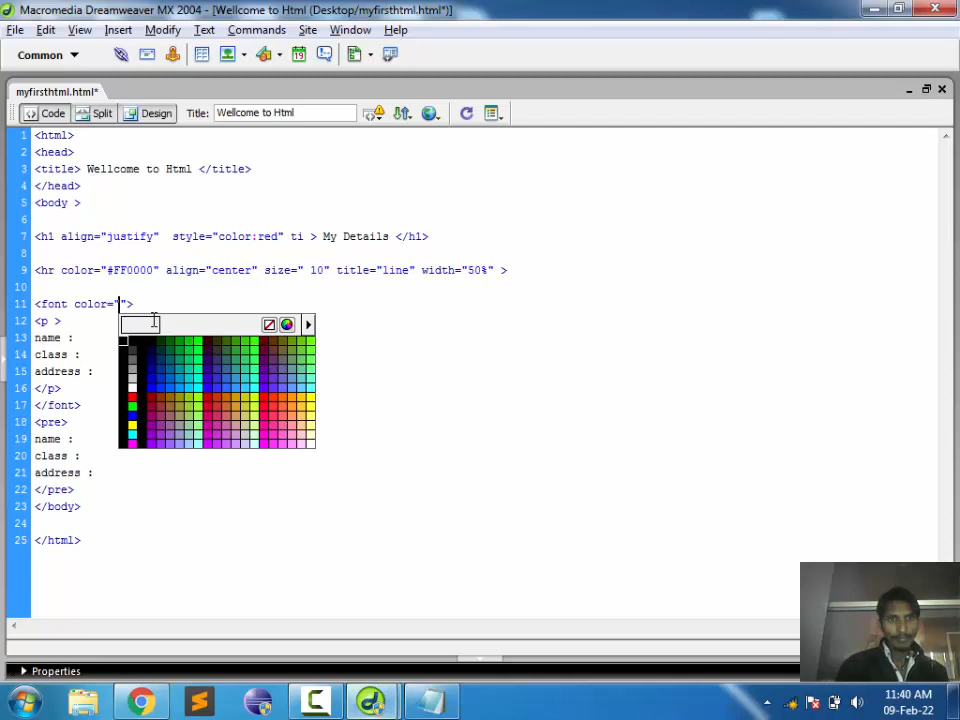 Macromedia Dreamweaver MX 2004 - [Wellcome to Html (Desktop/myfirsthtml.html*)]
File Edit View Insert Modify Text Commands Site Window Help
Common
19
myfirsthtml.html*
Code Split Design Title: Wellcome to Html
1 <html>
2 <head>
3 <title> Wellcome to Html </title>
4 </head>
5 <body >
6
7 <h1 align="justify"  style="color:red" ti > My Details </h1>
8
9 <hr color="#FF0000" align="center" size=" 10" title="line" width="50%" >
10
11 <font color="">
12 <p >
13 name :
14 class :
15 address :
16 </p>
17 </font>
18 <pre>
19 name :
20 class :
21 address :
22 </pre>
23 </body>
24
25 </html>
Properties
11:40 AM
09-Feb-22